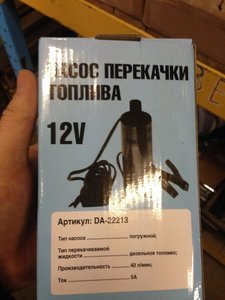 НАСОС ПЕРЕКАЧКИ
ТОПЛИВА
12V
Артикул: DA-22213
Тип насоса погружной;
Тип перекачиваемой
жидкости дизельное топливо;
Производительность 40 л/мин;
Ток 5А